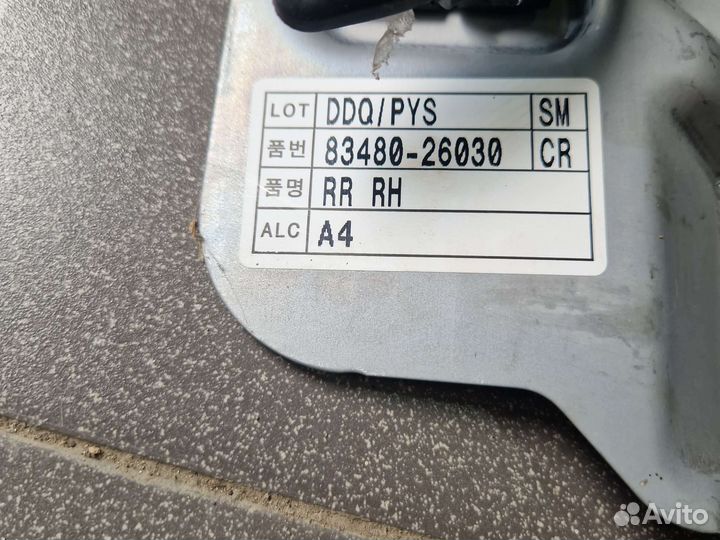 LOT DDQ/PYS SM
품번 83480-26030 CR
품명 RR RH
ALC A4
Avito